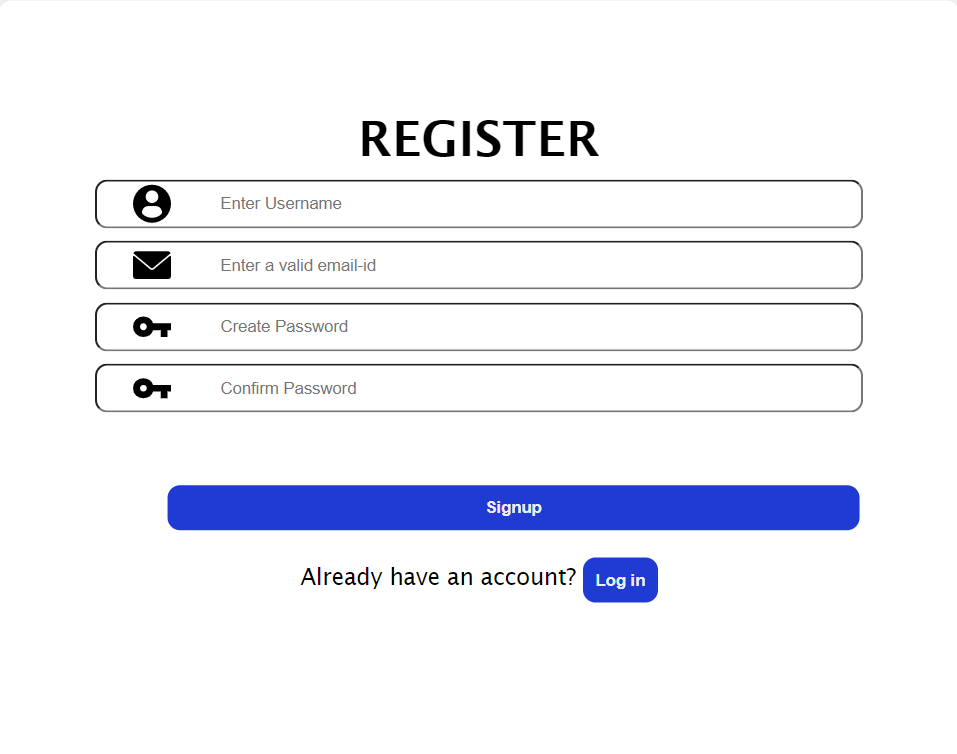 REGISTER
Enter Username
Enter a valid email-id
Create Password
Confirm Password
Signup
Already have an account? Log in